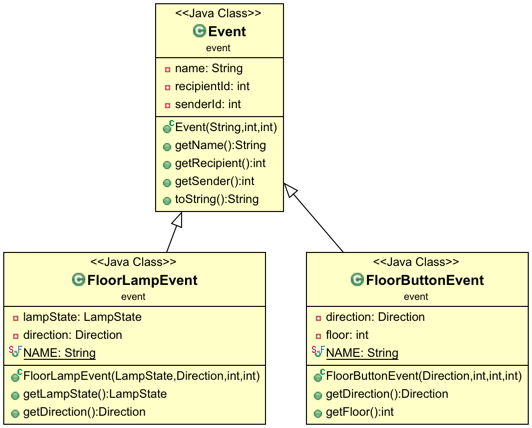 <<Java Class>>
Event
event
name: String
recipientId: int
senderId: int
Event(String,int,int)
getName():String
getRecipient():int
getSender():int
toString():String
<<Java Class>>
FloorLampEvent
event
lampState: LampState
direction: Direction
NAME: String
FloorLampEvent(LampState,Direction,int,int)
getLampState():LampState
getDirection():Direction
<<Java Class>>
FloorButtonEvent
event
direction: Direction
floor: int
NAME: String
FloorButtonEvent(Direction,int,int,int)
getDirection():Direction
getFloor():int